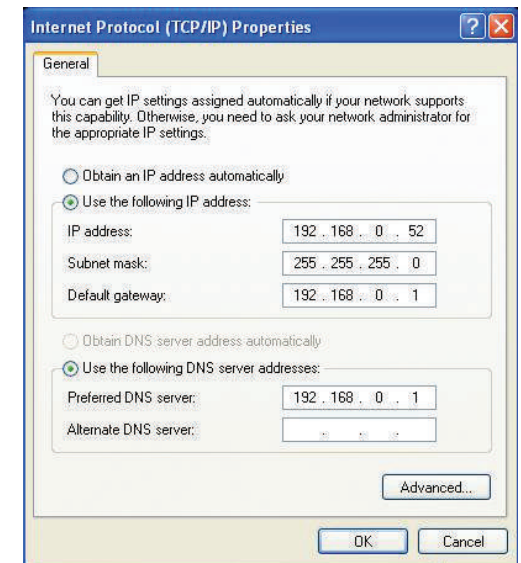 Internet Protocol (TCP/IP) Properties
General
You can get IP settings assigned automatically if your network supports
this capability. Otherwise, you need to ask your network administrator for
the appropriate IP settings.
Obtain an IP address automatically
Use the following IP address:
IP address: 192 . 168 . 0 . 52
Subnet mask: 255 . 255 . 255 . 0
Default gateway: 192 . 168 . 0 . 1
Obtain DNS server address automatically
Use the following DNS server addresses:
Preferred DNS server: 192 . 168 . 0 . 1
Alternate DNS server: . . .
Advanced...
OK Cancel